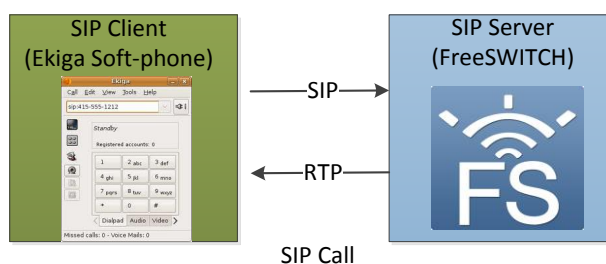 SIP Client
(Ekiga Soft-phone)
Ekiga
Call Edit View Tools Help
sip:415-555-1212
Standby
Registered accounts: 0
1 2 abc 3 def
4 ghi 5 jkl 6 mno
7 pqrs 8 tuv 9 wxyz
* 0 #
Dialpad Audio Video
Missed calls: 0 - Voice Mails: 0
SIP
RTP
SIP Server
(FreeSWITCH)
FS
SIP Call